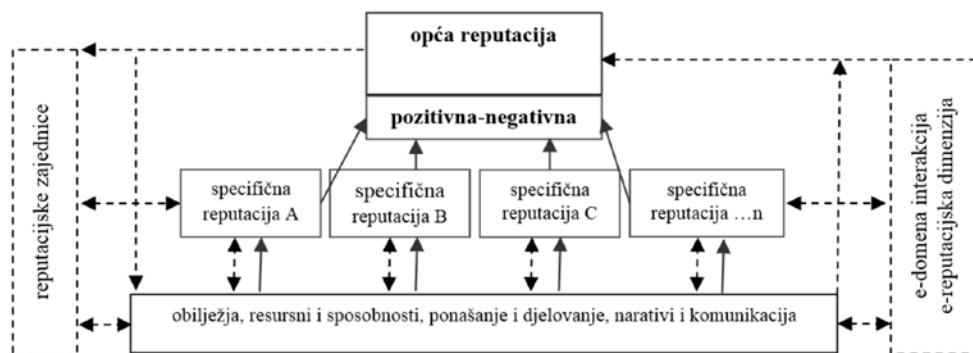 opća reputacija
pozitivna-negativna
reputacijske zajednice
specifična
reputacija A
specifična
reputacija B
specifična
reputacija C
specifična
reputacija …n
e-domena interakcija
e-reputacijska dimenzija
obilježja, resursni i sposobnosti, ponašanje i djelovanje, narativi i komunikacija